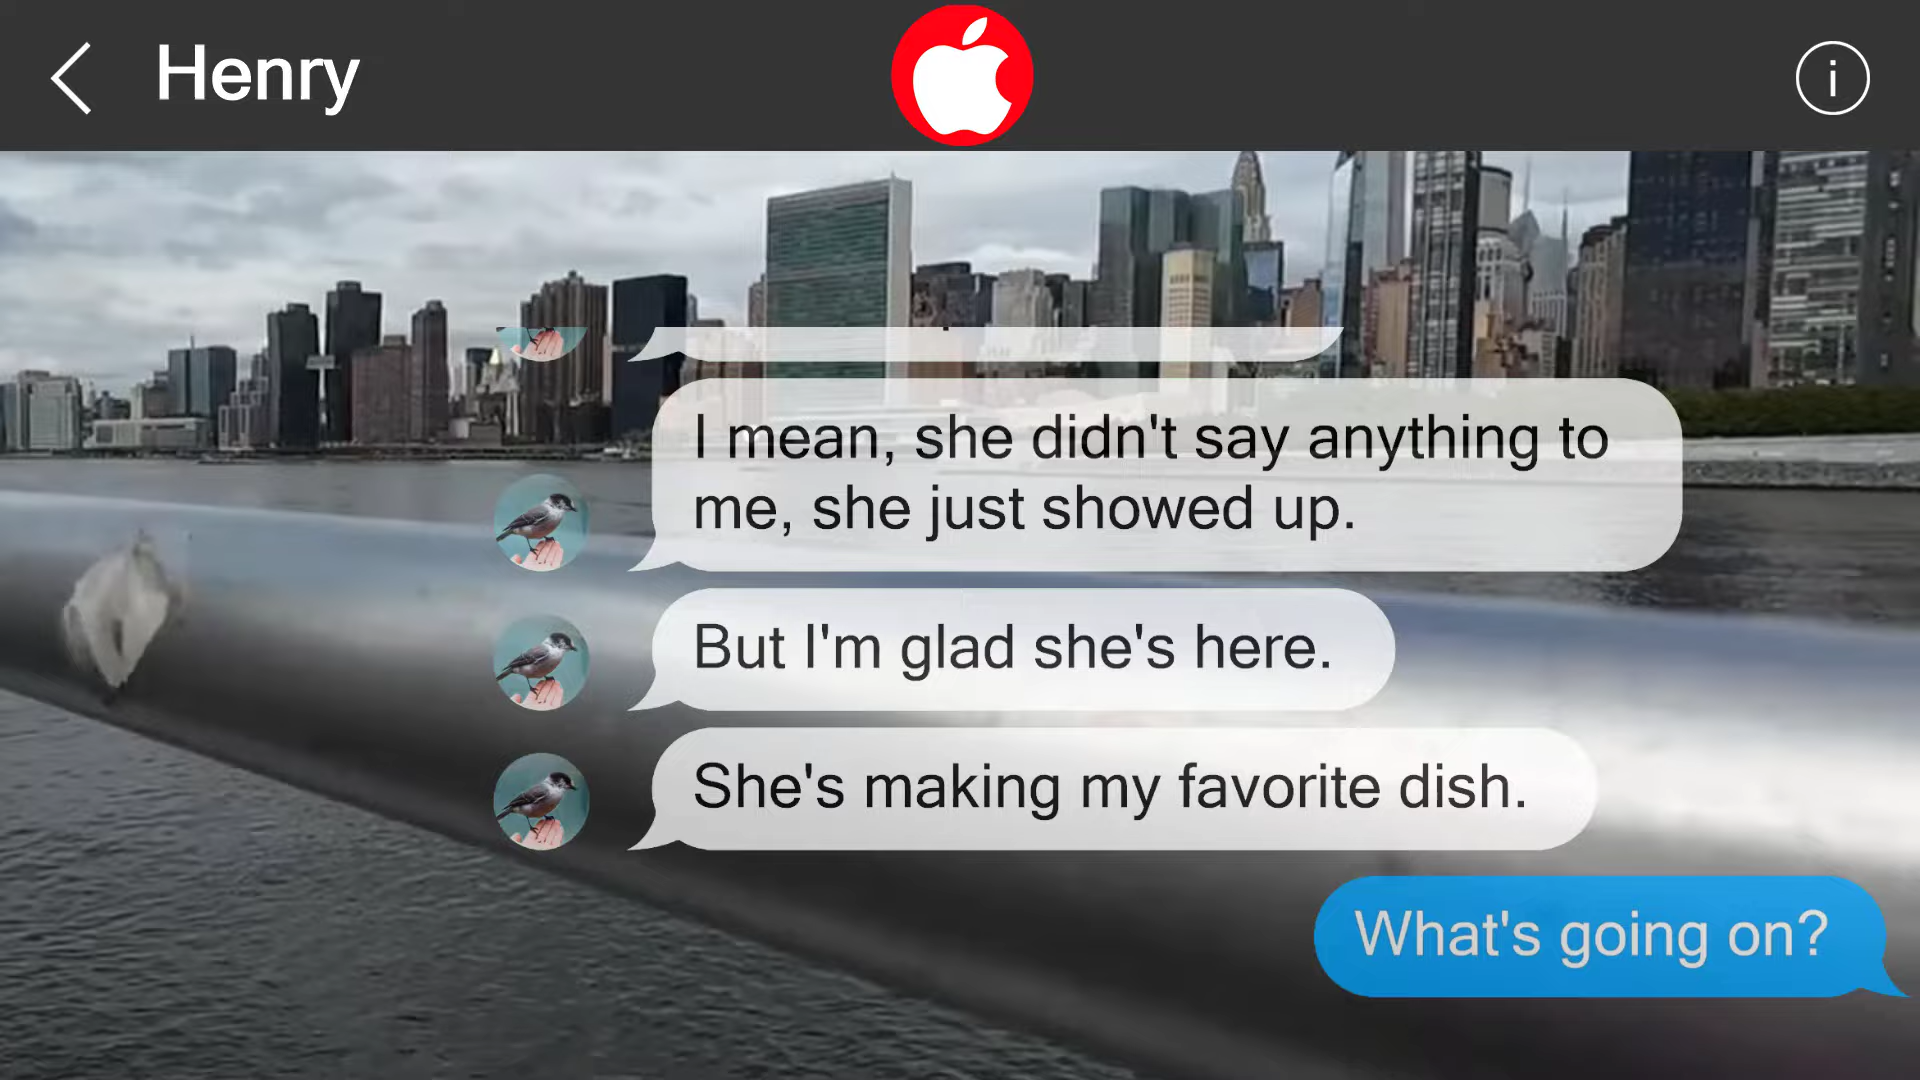 Henry
i
I mean, she didn't say anything to
me, she just showed up.
But I'm glad she's here.
She's making my favorite dish.
What's going on?